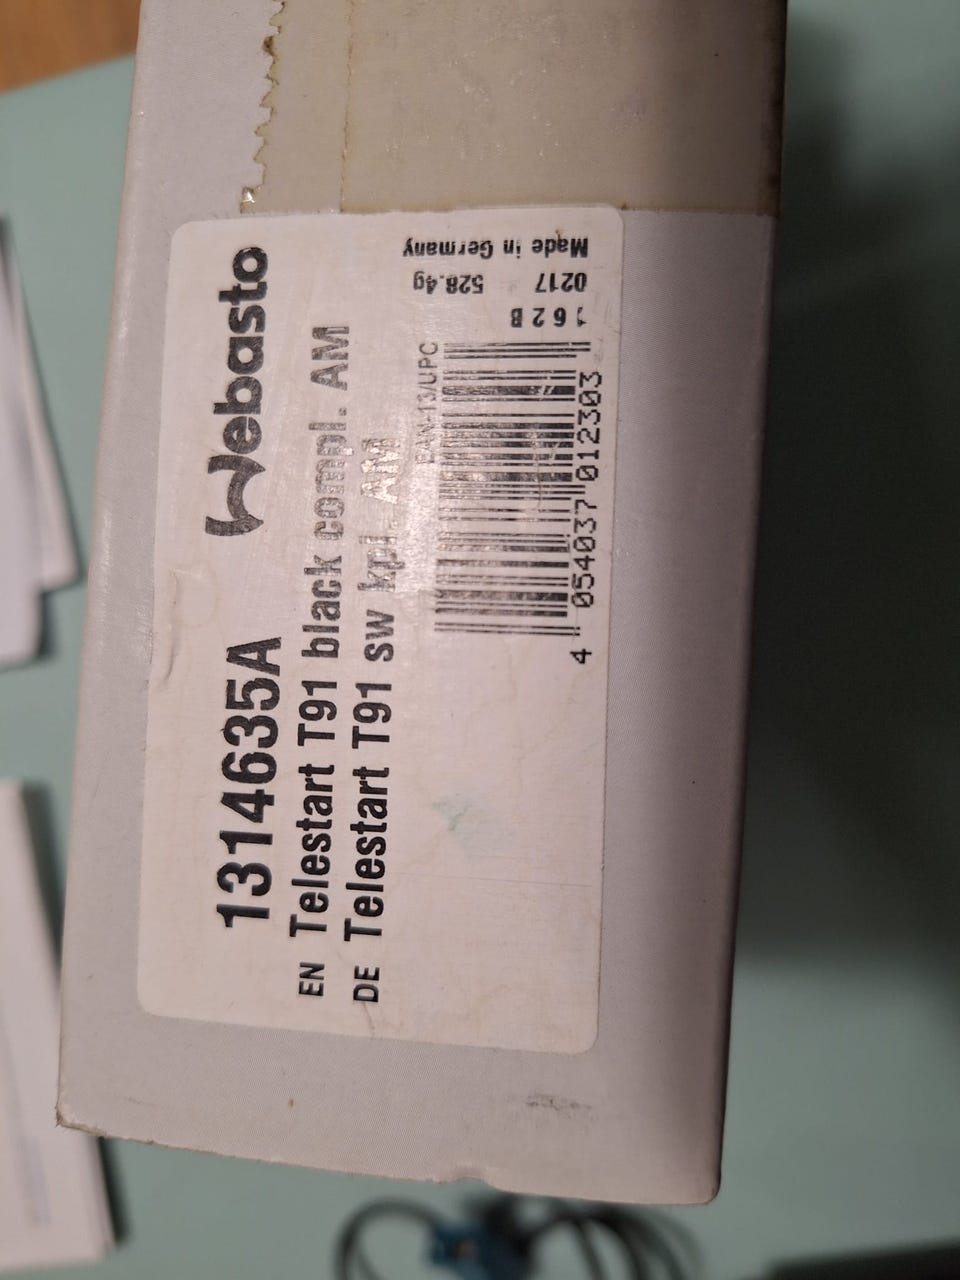 Webasto
1314635A
EN Telestart T91 black compl. AM
DE Telestart T91 sw kpl. AM
EAN-13/UPC
4 054037 012303
Made in Germany
0217 528.4g
162B